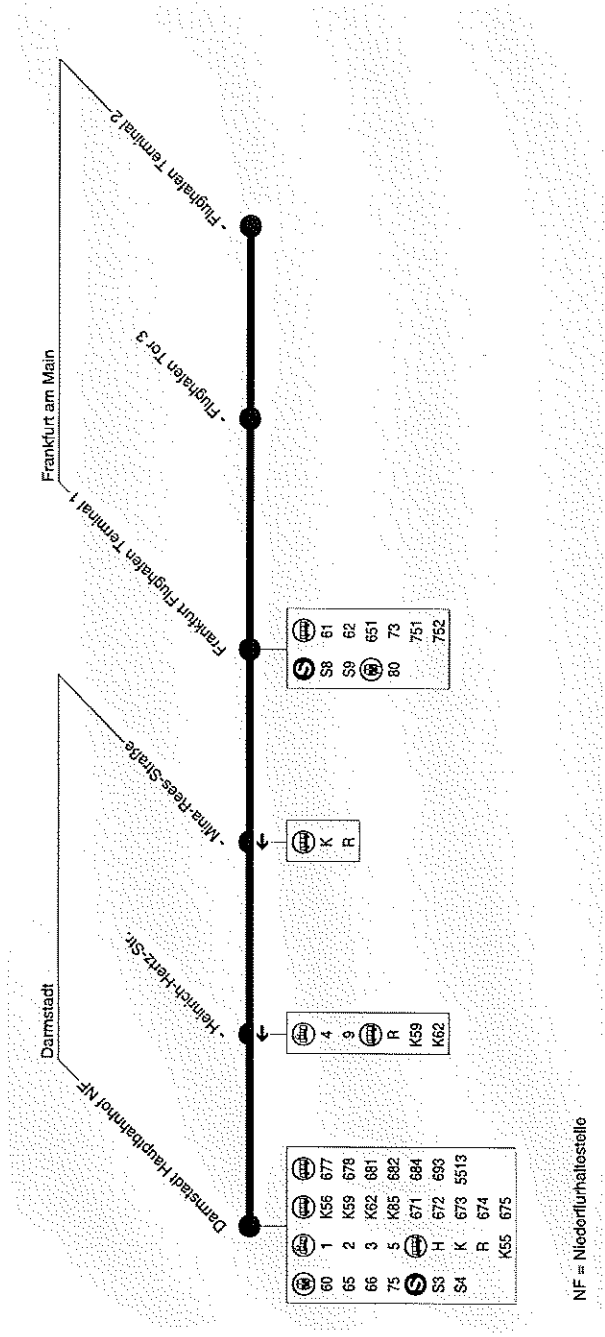 Darmstadt
Frankfurt am Main
Darmstadt Hauptbahnhof NF
- Heinrich-Hertz-Str.
- Mina-Rees-Straße
Frankfurt Flughafen Terminal 1
- Flughafen Tor 3
- Flughafen Terminal 2
60 1 K56 677
65 2 K59 678
66 3 K62 681
75 5 K85 682
S 671 684
S3 H 672 693
S4 K 673 5513
R 674
K55 675
4
9
R
K59
K62
K
R
S
S8 61
S9 62
651
80 73
751
752
NF = Niederflurhaltestelle